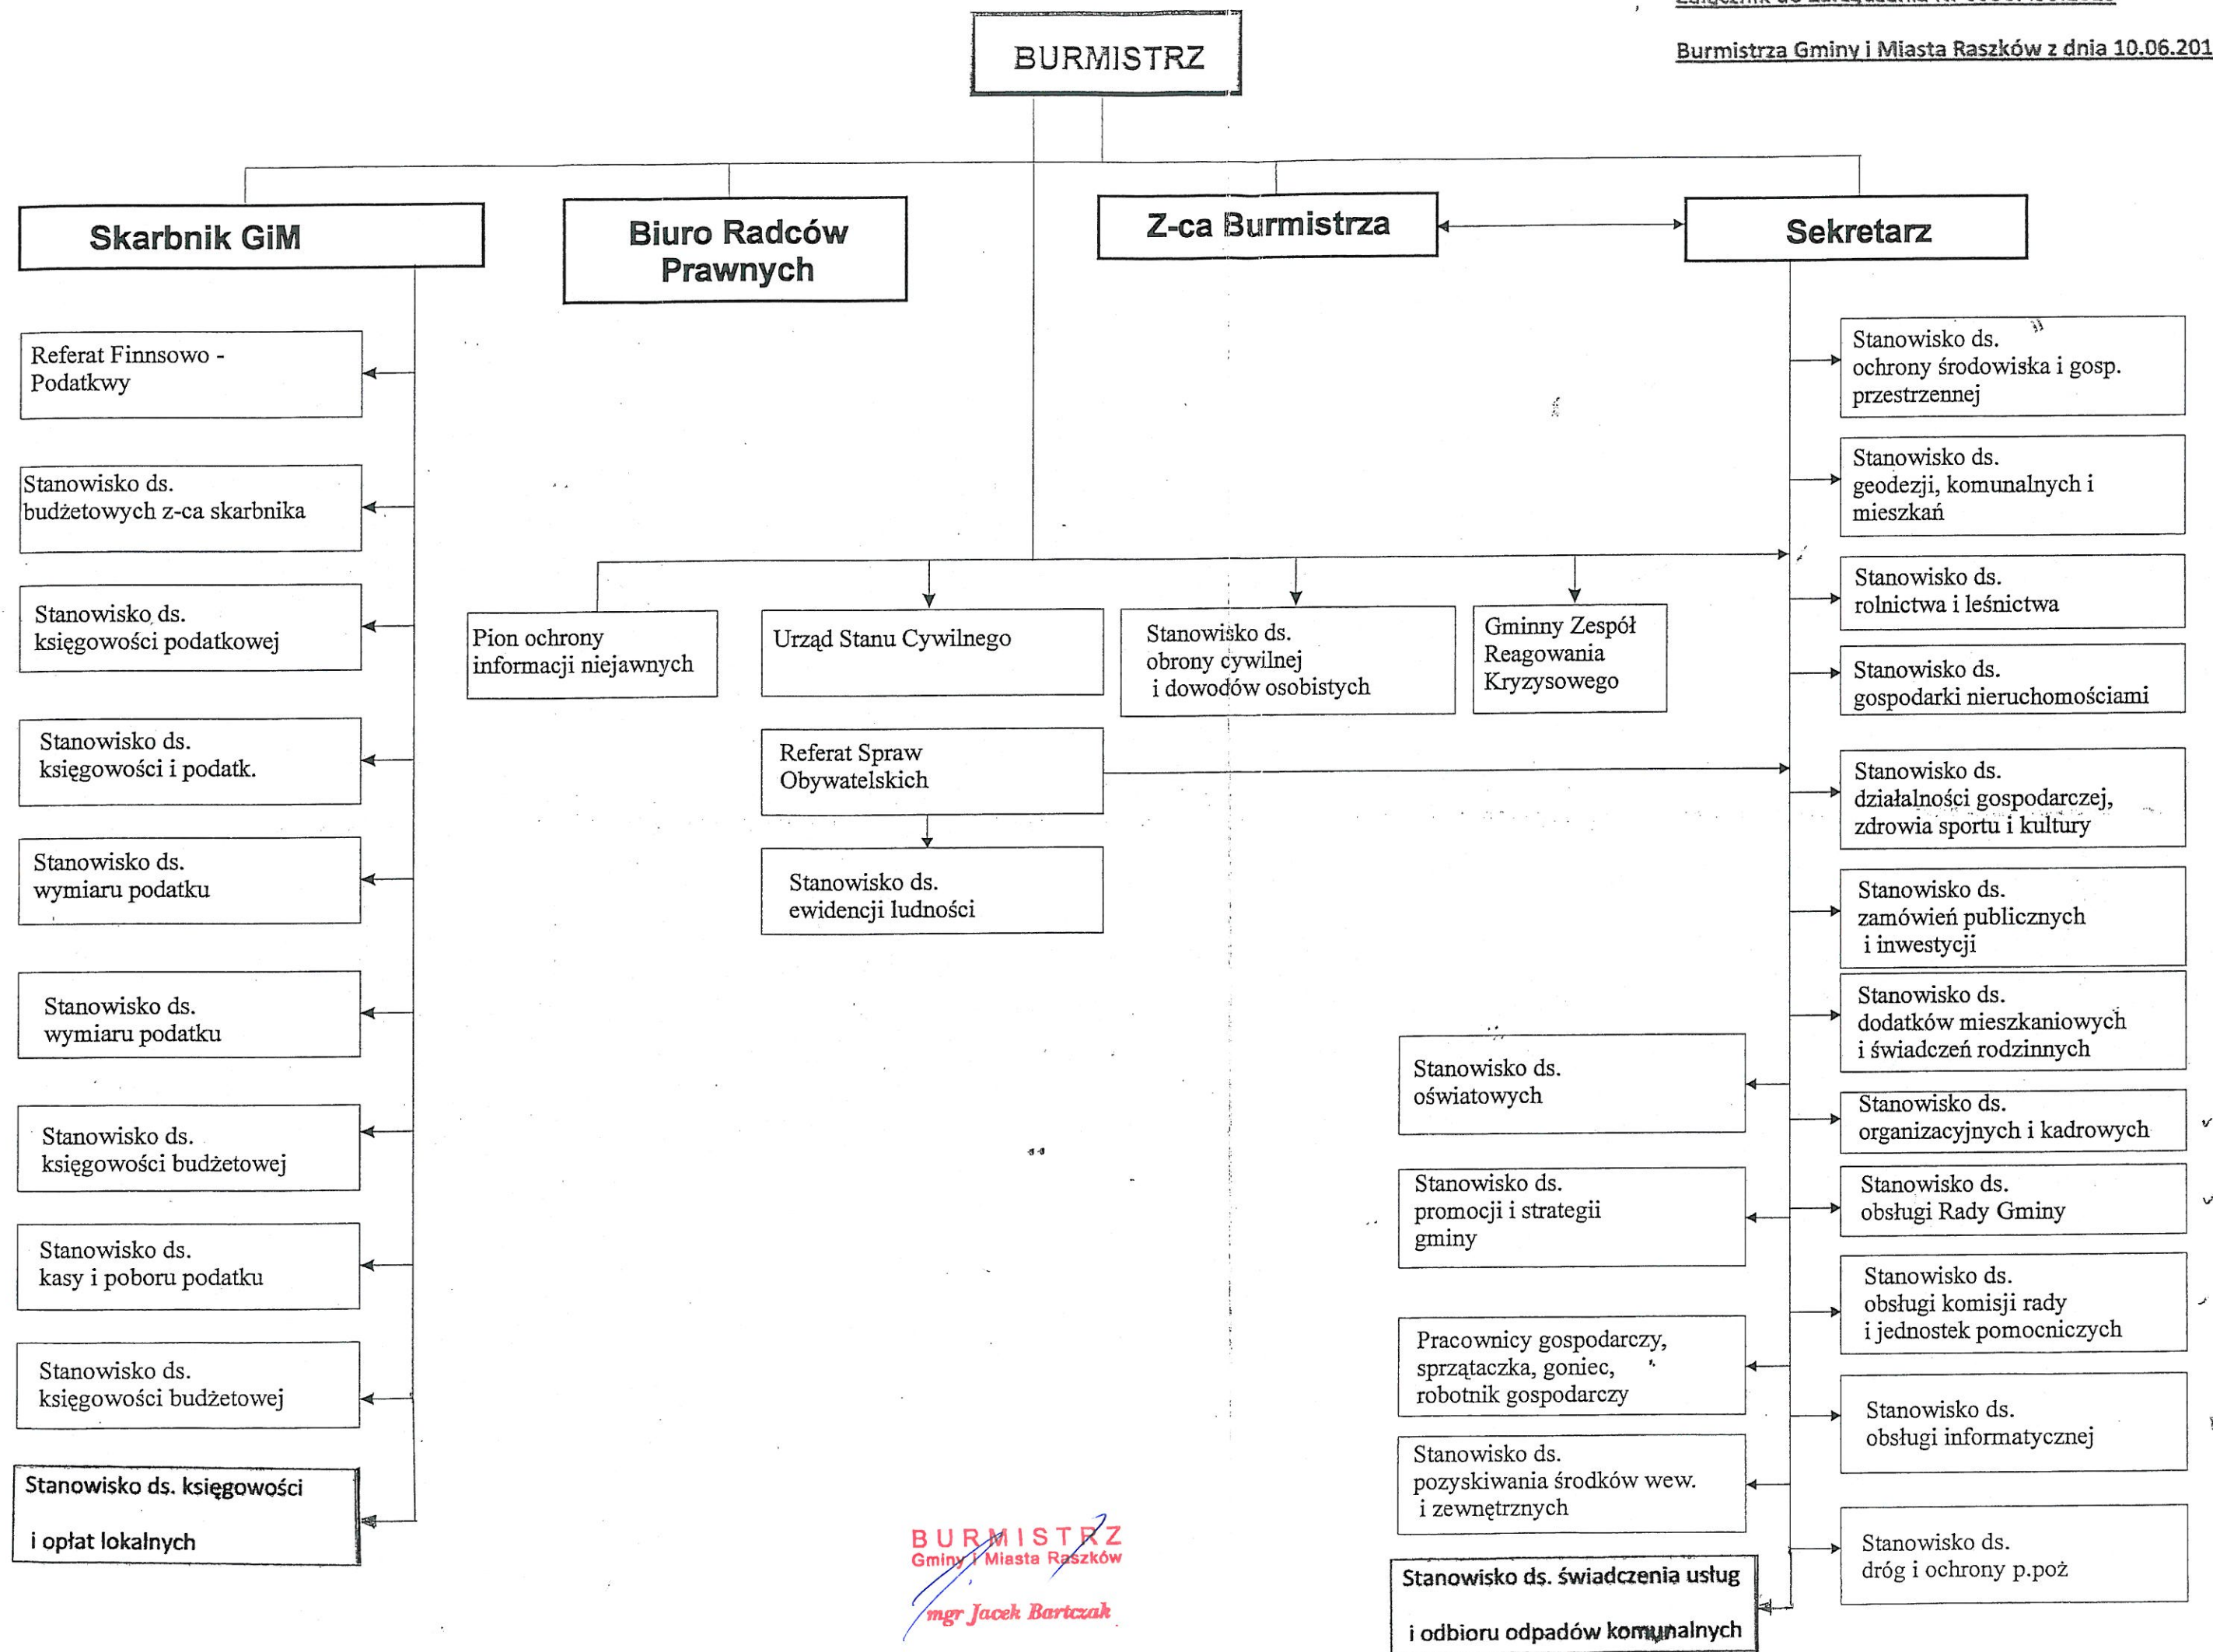 Burmistrza Gminy i Miasta Raszków z dnia 10.06.201
BURMISTRZ
Skarbnik GiM
Biuro Radców
Prawnych
Z-ca Burmistrza
Sekretarz
Referat Finnsowo -
Podatkwy
Stanowisko ds.
budżetowych z-ca skarbnika
Stanowisko ds.
księgowości podatkowej
Stanowisko ds.
księgowości i podatk.
Stanowisko ds.
wymiaru podatku
Stanowisko ds.
wymiaru podatku
Stanowisko ds.
księgowości budżetowej
Stanowisko ds.
kasy i poboru podatku
Stanowisko ds.
księgowości budżetowej
Stanowisko ds. księgowości
i opłat lokalnych
Pion ochrony
informacji niejawnych
Urząd Stanu Cywilnego
Stanowisko ds.
obrony cywilnej
i dowodów osobistych
Gminny Zespół
Reagowania
Kryzysowego
Referat Spraw
Obywatelskich
Stanowisko ds.
ewidencji ludności
Stanowisko ds.
oświatowych
Stanowisko ds.
promocji i strategii
gminy
Pracownicy gospodarczy,
sprzątaczka, goniec,
robotnik gospodarczy
Stanowisko ds.
pozyskiwania środków wew.
i zewnętrznych
Stanowisko ds. świadczenia usług
i odbioru odpadów komunalnych
Stanowisko ds.
ochrony środowiska i gosp.
przestrzennej
Stanowisko ds.
geodezji, komunalnych i
mieszkań
Stanowisko ds.
rolnictwa i leśnictwa
Stanowisko ds.
gospodarki nieruchomościami
Stanowisko ds.
działalności gospodarczej,
zdrowia sportu i kultury
Stanowisko ds.
zamówień publicznych
i inwestycji
Stanowisko ds.
dodatków mieszkaniowych
i świadczeń rodzinnych
Stanowisko ds.
organizacyjnych i kadrowych
Stanowisko ds.
obsługi Rady Gminy
Stanowisko ds.
obsługi komisji rady
i jednostek pomocniczych
Stanowisko ds.
obsługi informatycznej
Stanowisko ds.
dróg i ochrony p.poż
BURMISTRZ
Gminy i Miasta Raszków
mgr Jacek Bartczak